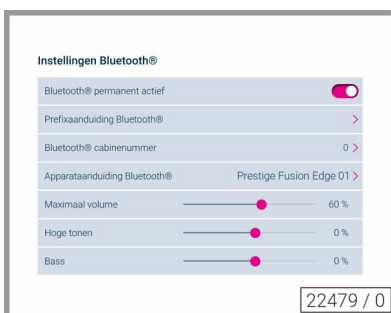 Instellingen Bluetooth®
Bluetooth® permanent actief
Prefixaanduiding Bluetooth®
Bluetooth® cabinenummer 0
Apparataanduiding Bluetooth® Prestige Fusion Edge 01
Maximaal volume 60 %
Hoge tonen 0 %
Bass 0 %
22479 / 0